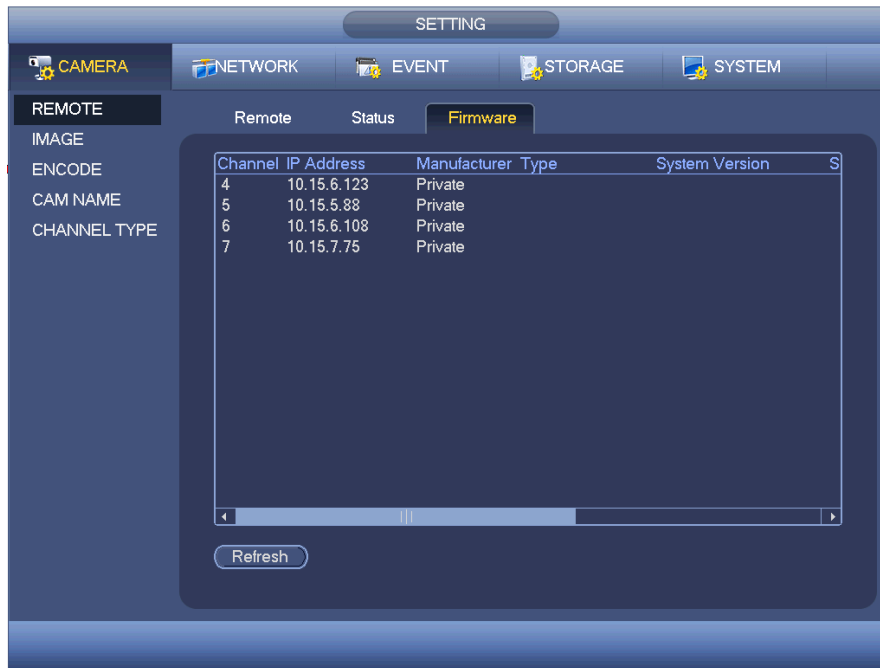 SETTING
CAMERA NETWORK EVENT STORAGE SYSTEM
REMOTE
IMAGE
ENCODE
CAM NAME
CHANNEL TYPE
Remote Status Firmware
Channel IP Address Manufacturer Type System Version S
4 10.15.6.123 Private
5 10.15.5.88 Private
6 10.15.6.108 Private
7 10.15.7.75 Private
Refresh